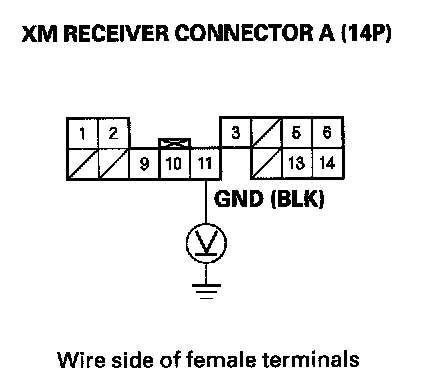 XM RECEIVER CONNECTOR A (14P)
1 2 3 5 6
9 10 11 13 14
GND (BLK)
V
Wire side of female terminals